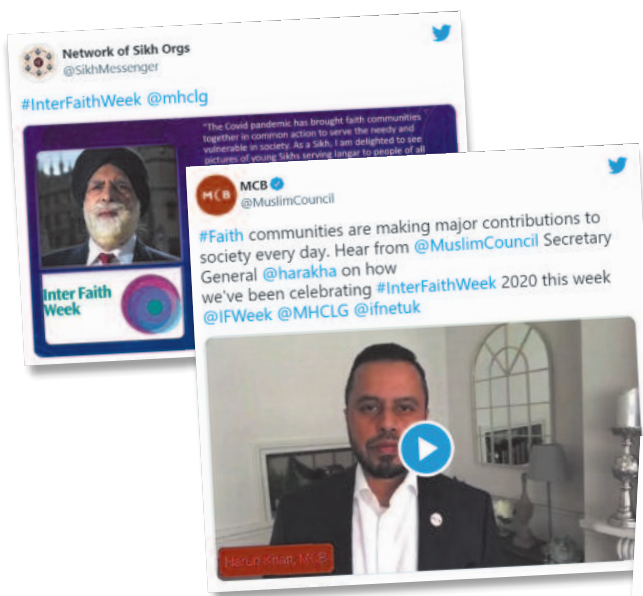 Network of Sikh Orgs
@SikhMessenger
#InterFaithWeek @mhclg
"The Covid pandemic has brought faith communities
together in common action to serve the needy and
vulnerable in society. As a Sikh, I am delighted to see
pictures of young Sikhs serving langar to people of all
Inter Faith
Week
MCB
MCB
@MuslimCouncil
#Faith communities are making major contributions to
society every day. Hear from @MuslimCouncil Secretary
General @harakha on how
we've been celebrating #InterFaithWeek 2020 this week
@IFWeek @MHCLG @ifnetuk
Harun Khan, MCB